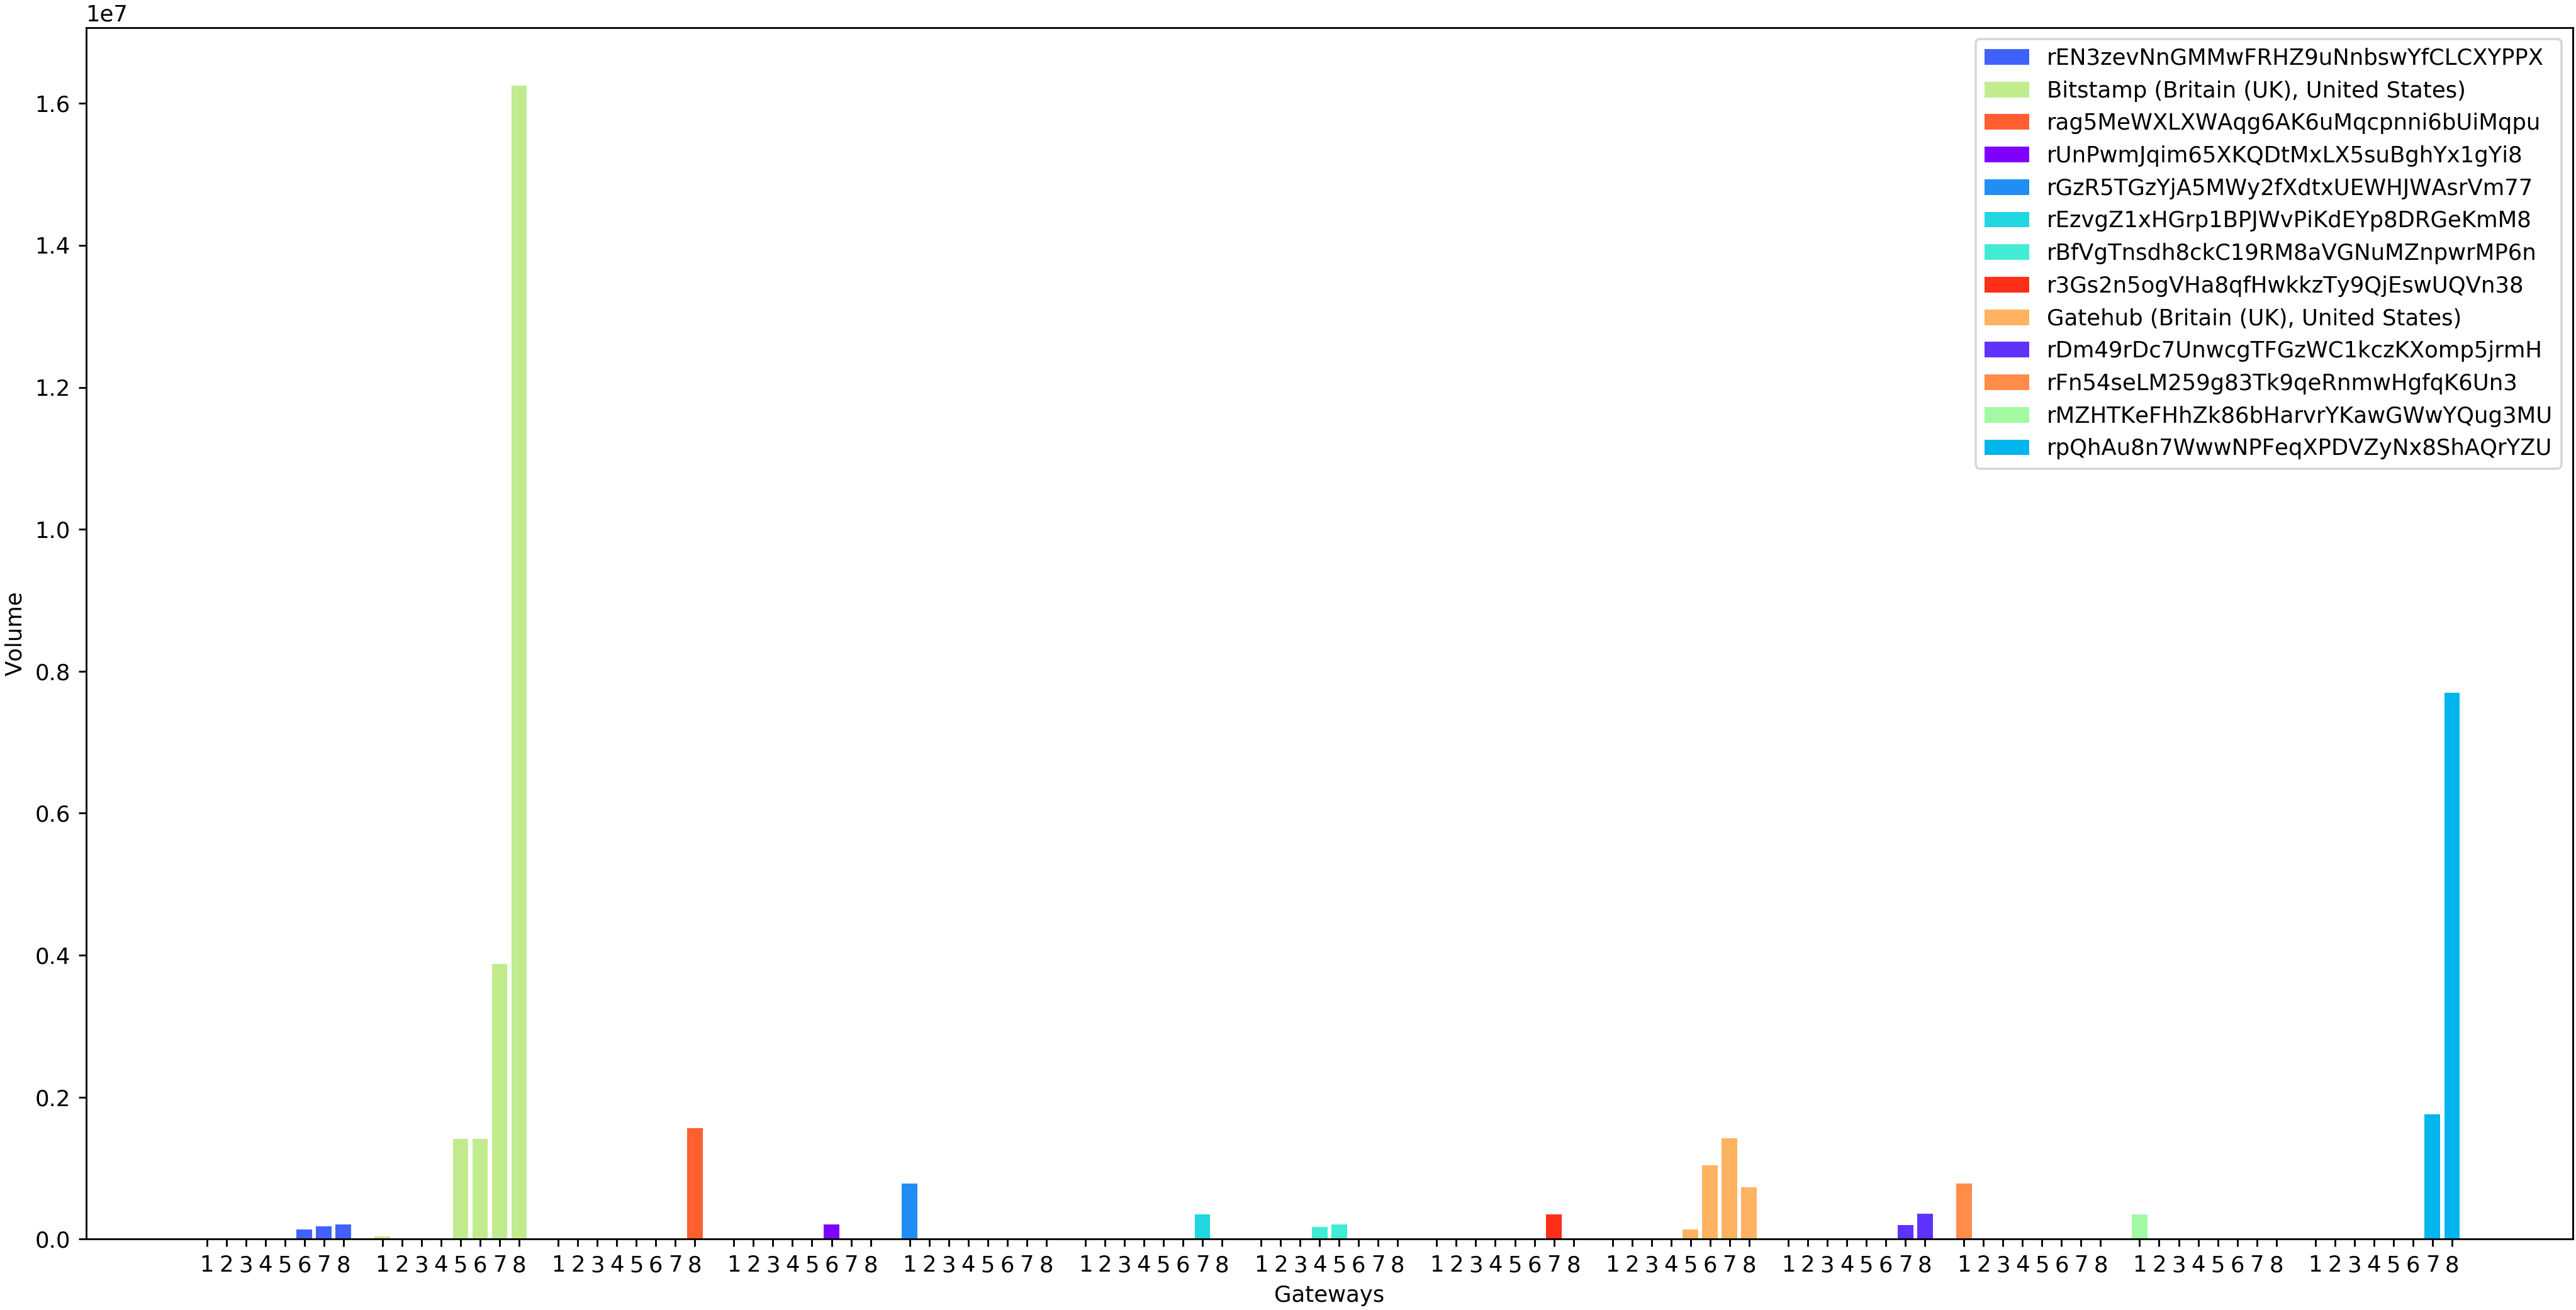 1e7
1.6
1.4
1.2
1.0
0.8
0.6
0.4
0.2
0.0
Volume
rEN3zevNnGMMwFRHZ9uNnbswYfCLCXYPPX
Bitstamp (Britain (UK), United States)
rag5MeWXLXWAqg6AK6uMqcpnni6bUiMqpu
rUnPwmJqim65XKQDtMxLX5suBghYx1gYi8
rGzR5TGzYjA5MWy2fXdtxUEWHJWAsrVm77
rEzvgZ1xHGrp1BPJWvPiKdEYp8DRGeKmM8
rBfVgTnsdh8ckC19RM8aVGNuMZnpwrMP6n
r3Gs2n5ogVHa8qfHwkkzTy9QjEswUQVn38
Gatehub (Britain (UK), United States)
rDm49rDc7UnwcgTFGzWC1kczKXomp5jrmH
rFn54seLM259g83Tk9qeRnmwHgfqK6Un3
rMZHTKeFHhZk86bHarvrYKawGWwYQug3MU
rpQhAu8n7WwwNPFeqXPDVZyNx8ShAQrYZU
1 2 3 4 5 6 7 8 1 2 3 4 5 6 7 8 1 2 3 4 5 6 7 8 1 2 3 4 5 6 7 8 1 2 3 4 5 6 7 8 1 2 3 4 5 6 7 8 1 2 3 4 5 6 7 8 1 2 3 4 5 6 7 8 1 2 3 4 5 6 7 8 1 2 3 4 5 6 7 8 1 2 3 4 5 6 7 8 1 2 3 4 5 6 7 8 1 2 3 4 5 6 7 8
Gateways